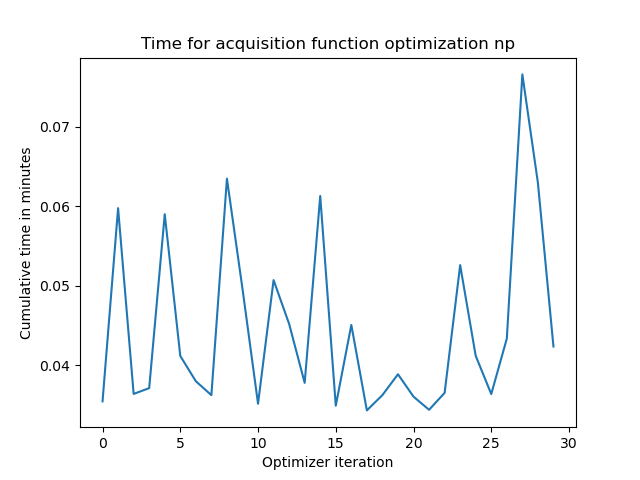 Time for acquisition function optimization np
Cumulative time in minutes
0.07
0.06
0.05
0.04
0 5 10 15 20 25 30
Optimizer iteration